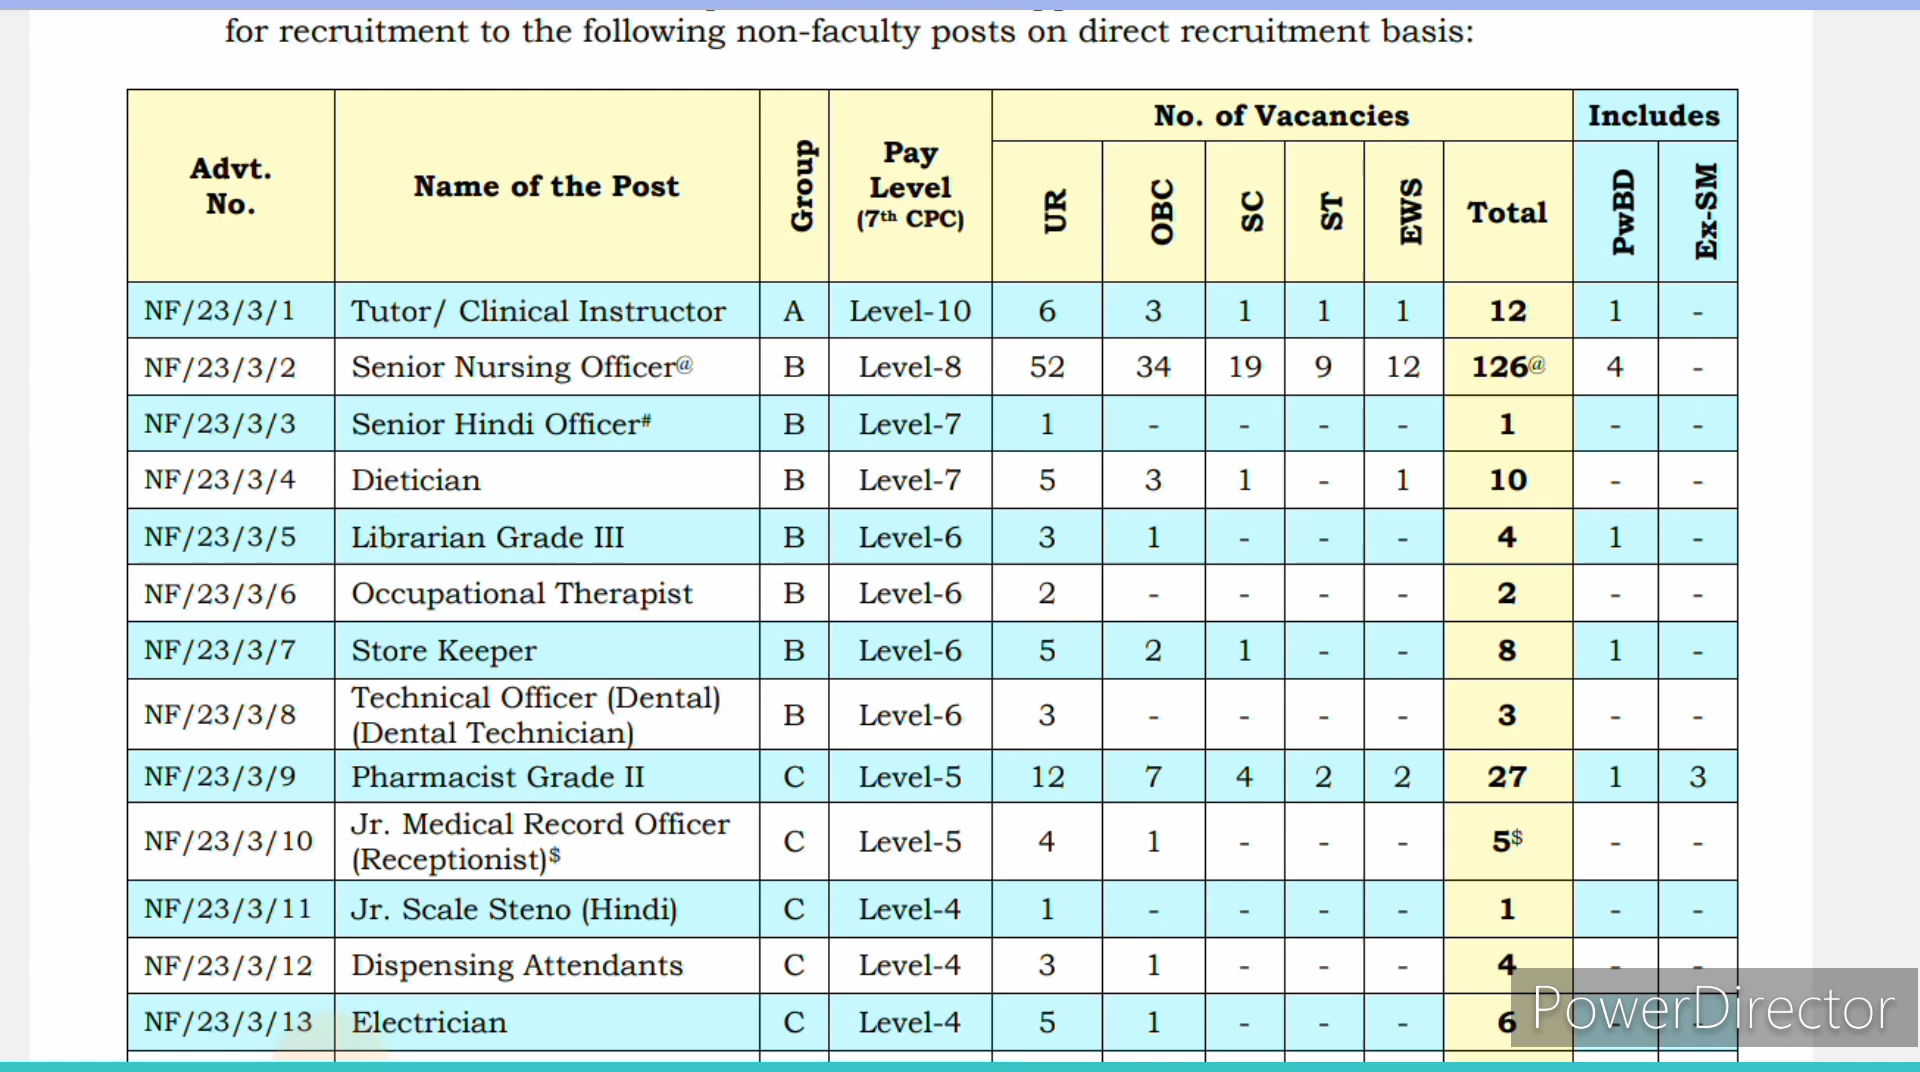 for recruitment to the following non-faculty posts on direct recruitment basis:
Advt. No. Name of the Post Group Pay Level (7th CPC) No. of Vacancies Includes
UR OBC SC ST EWS Total PwBD Ex-SM
NF/23/3/1 Tutor/ Clinical Instructor A Level-10 6 3 1 1 1 12 1 -
NF/23/3/2 Senior Nursing Officer@ B Level-8 52 34 19 9 12 126@ 4 -
NF/23/3/3 Senior Hindi Officer# B Level-7 1 - - - - 1 - -
NF/23/3/4 Dietician B Level-7 5 3 1 - 1 10 - -
NF/23/3/5 Librarian Grade III B Level-6 3 1 - - - 4 1 -
NF/23/3/6 Occupational Therapist B Level-6 2 - - - - 2 - -
NF/23/3/7 Store Keeper B Level-6 5 2 1 - - 8 1 -
NF/23/3/8 Technical Officer (Dental) (Dental Technician) B Level-6 3 - - - - 3 - -
NF/23/3/9 Pharmacist Grade II C Level-5 12 7 4 2 2 27 1 3
NF/23/3/10 Jr. Medical Record Officer (Receptionist)$ C Level-5 4 1 - - - 5$ - -
NF/23/3/11 Jr. Scale Steno (Hindi) C Level-4 1 - - - - 1 - -
NF/23/3/12 Dispensing Attendants C Level-4 3 1 - - - 4 - -
NF/23/3/13 Electrician C Level-4 5 1 - - - 6 - -
PowerDirector